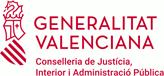 GENERALITAT
VALENCIANA
Conselleria de Justícia,
Interior i Administració Pública